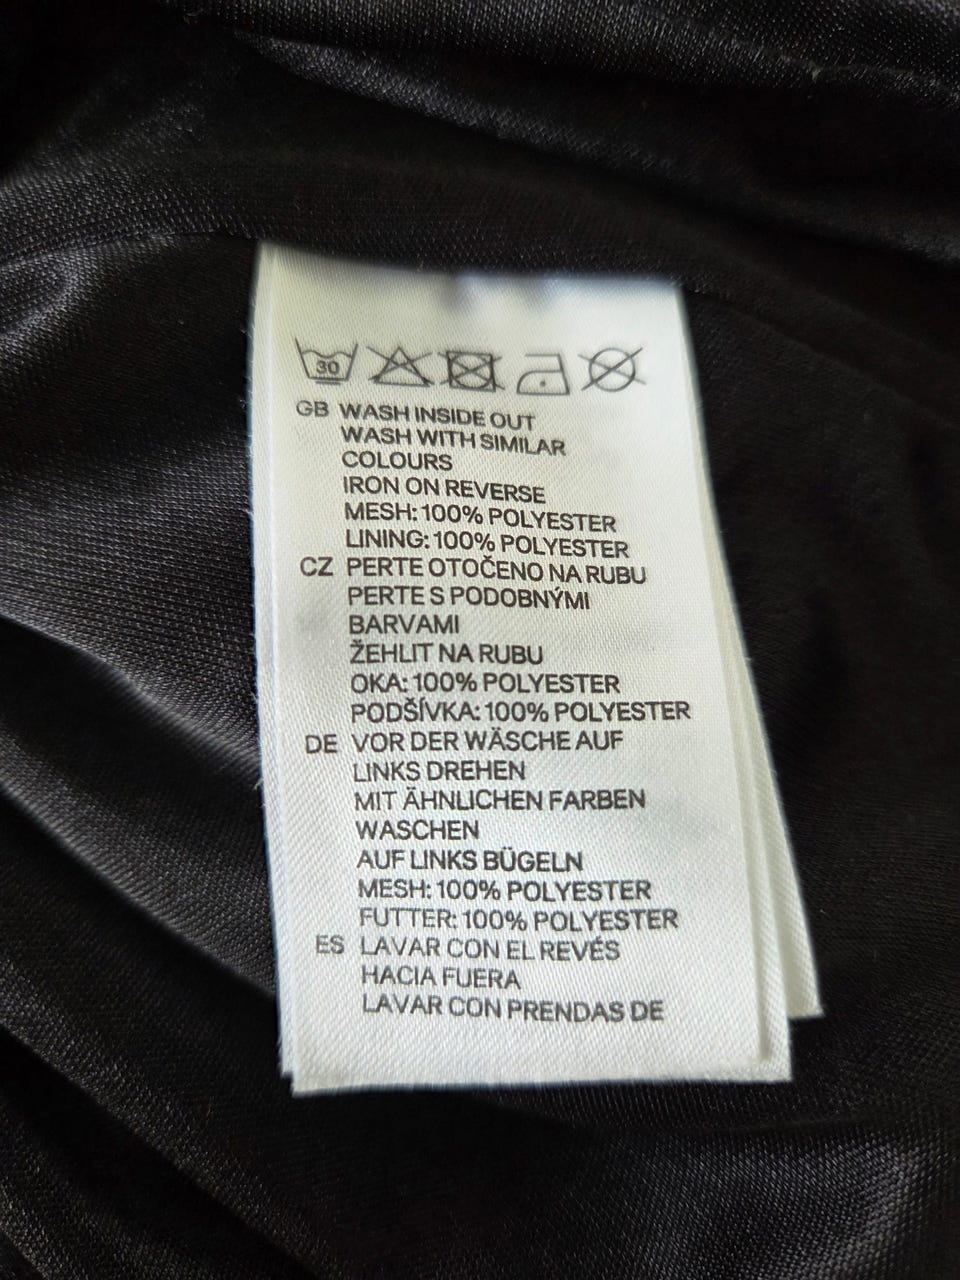 30
GB WASH INSIDE OUT
WASH WITH SIMILAR
COLOURS
IRON ON REVERSE
MESH: 100% POLYESTER
LINING: 100% POLYESTER
CZ PERTE OTOČENO NA RUBU
PERTE S PODOBNÝMI
BARVAMI
ŽEHLIT NA RUBU
OKA: 100% POLYESTER
PODŠÍVKA: 100% POLYESTER
DE VOR DER WÄSCHE AUF
LINKS DREHEN
MIT ÄHNLICHEN FARBEN
WASCHEN
AUF LINKS BÜGELN
MESH: 100% POLYESTER
FUTTER: 100% POLYESTER
ES LAVAR CON EL REVÉS
HACIA FUERA
LAVAR CON PRENDAS DE